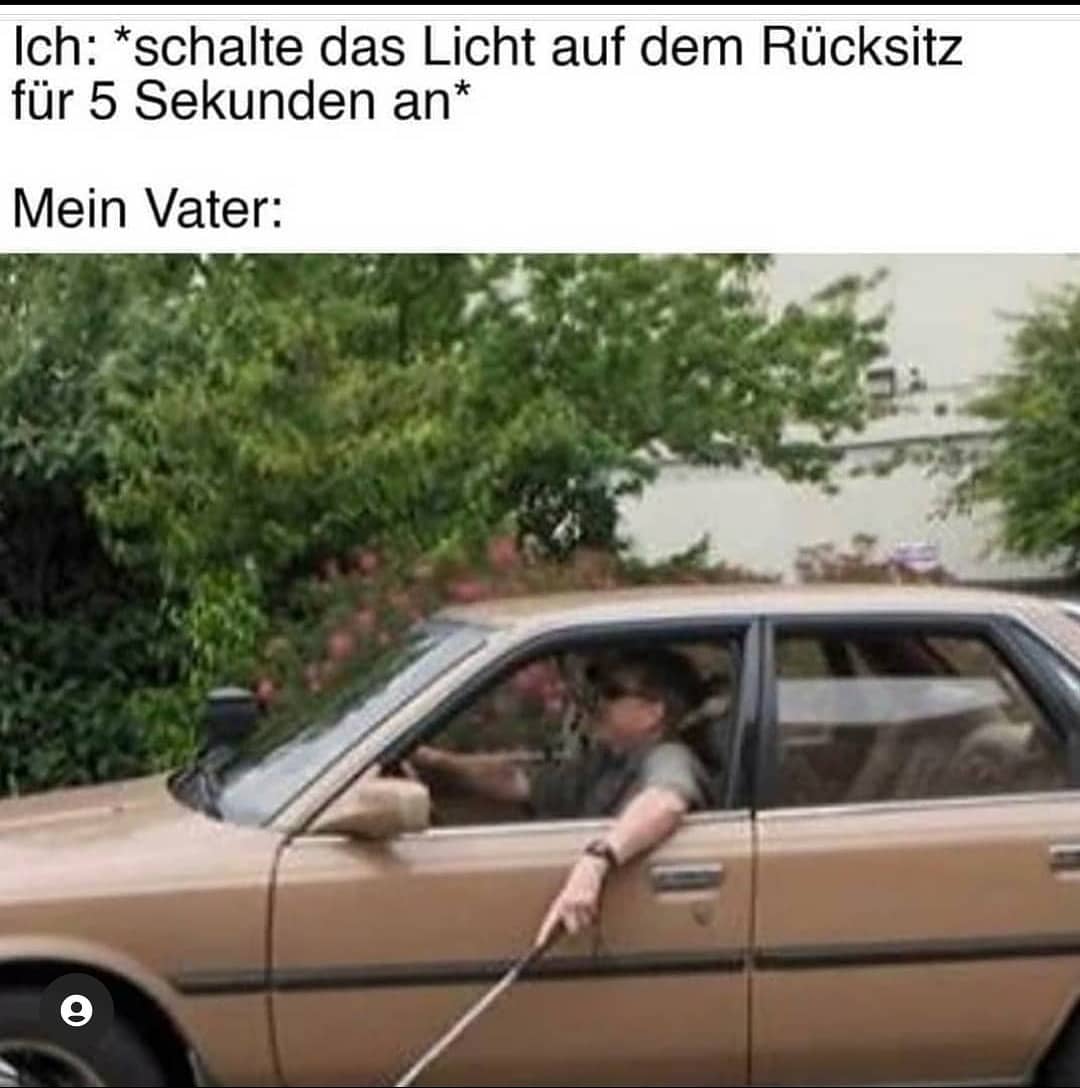 Ich: *schalte das Licht auf dem Rücksitz
für 5 Sekunden an*
Mein Vater: